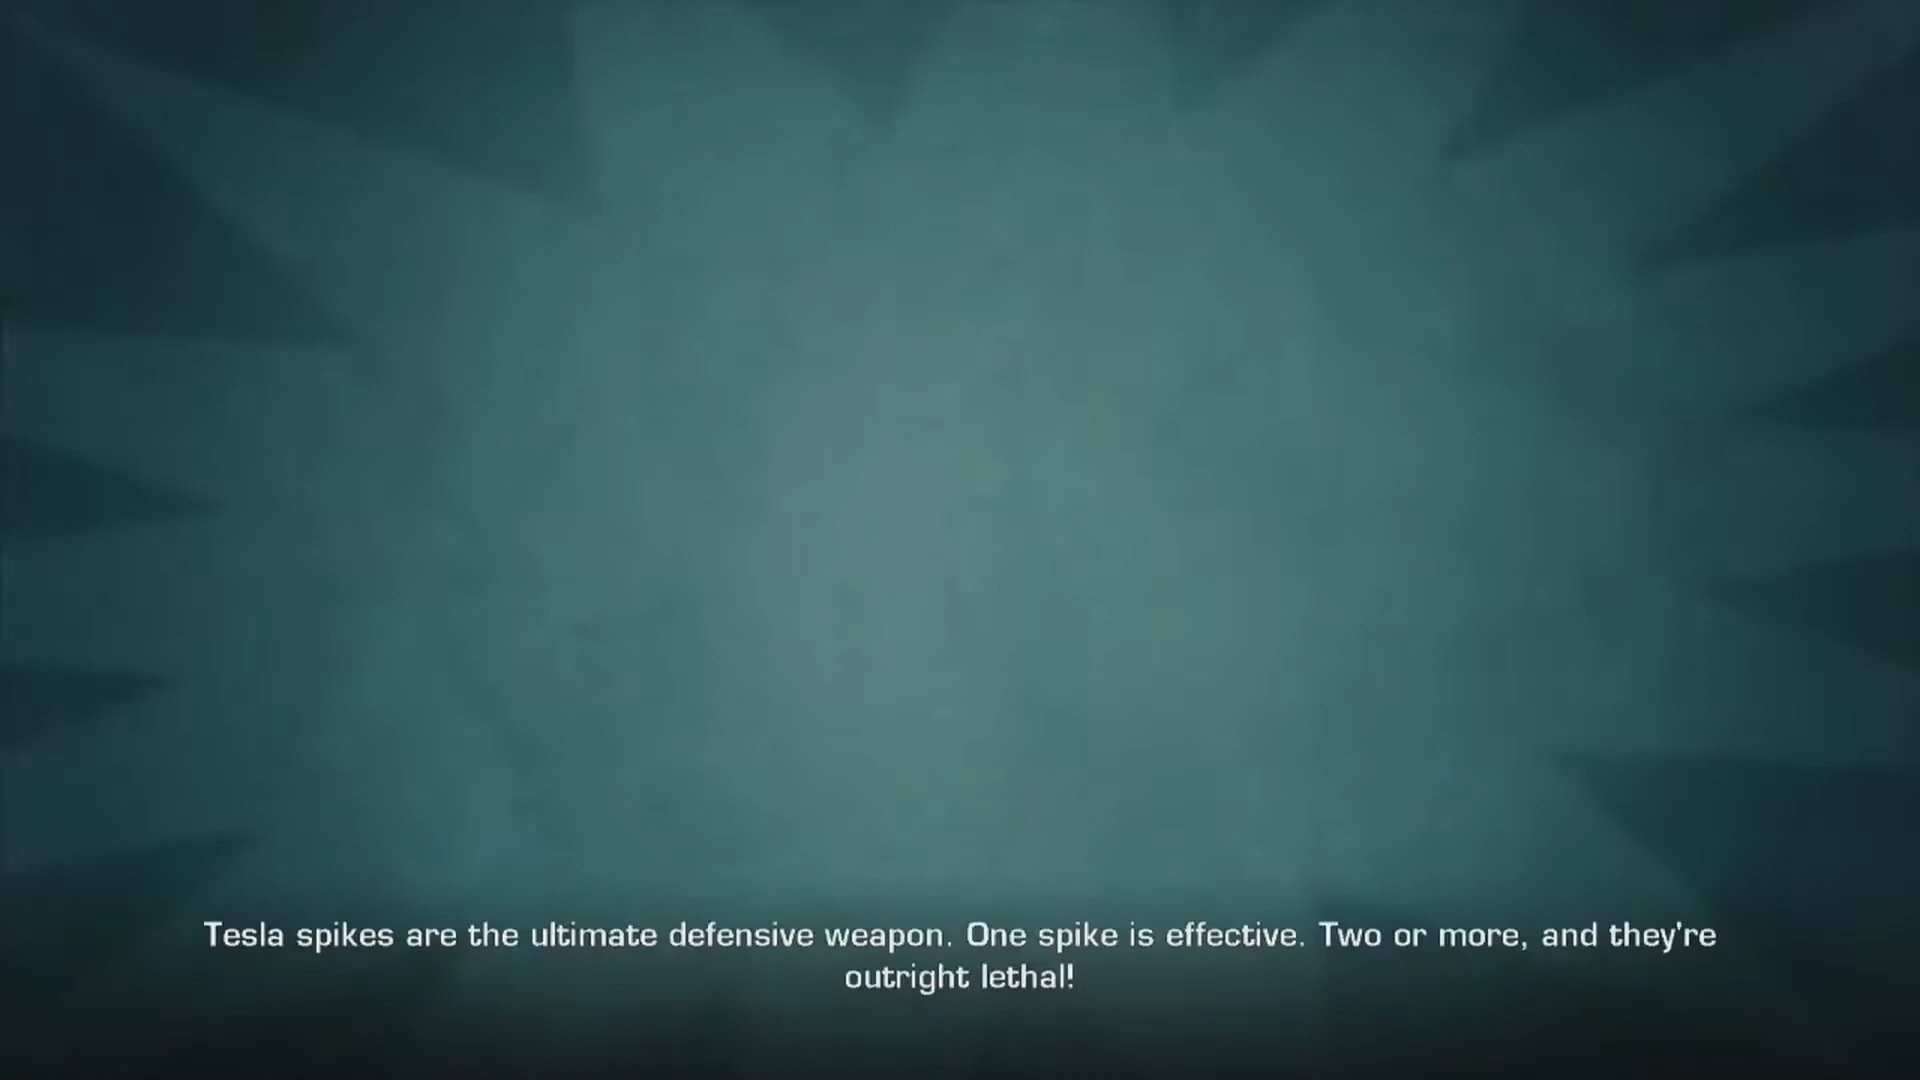 Tesla spikes are the ultimate defensive weapon. One spike is effective. Two or more, and they're
outright lethal!